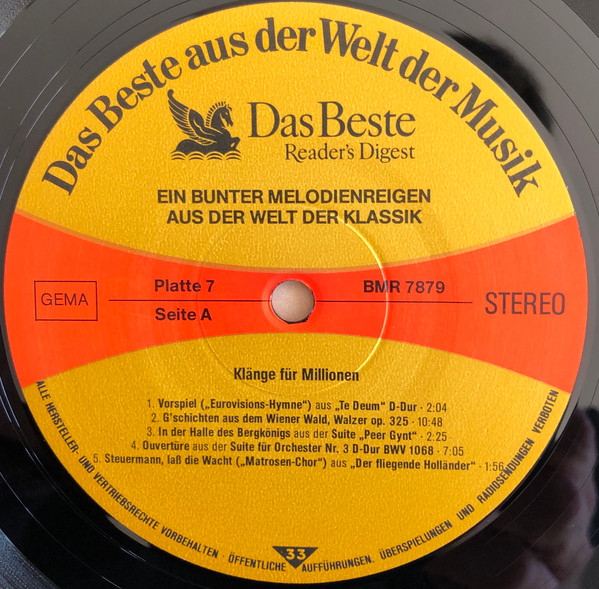 Das Beste aus der Welt der Musik
Das Beste
Reader's Digest
EIN BUNTER MELODIENREIGEN
AUS DER WELT DER KLASSIK
GEMA
Platte 7
BMR 7879
Seite A
STEREO
Klänge für Millionen
1. Vorspiel („Eurovisions-Hymne“) aus „Te Deum“ D-Dur · 2:04
2. G'schichten aus dem Wiener Wald, Walzer op. 325 · 10:48
3. In der Halle des Bergkönigs aus der Suite „Peer Gynt“ · 2:25
4. Ouvertüre aus der Suite für Orchester Nr. 3 D-Dur BWV 1068 · 7:05
5. Steuermann, laß die Wacht („Matrosen-Chor“) aus „Der fliegende Holländer“ · 1:56
ALLE HERSTELLER- UND VERTRIEBSRECHTE VORBEHALTEN · ÖFFENTLICHE AUFFÜHRUNGEN, ÜBERSPIELUNGEN UND RADIOSENDUNGEN VERBOTEN
33